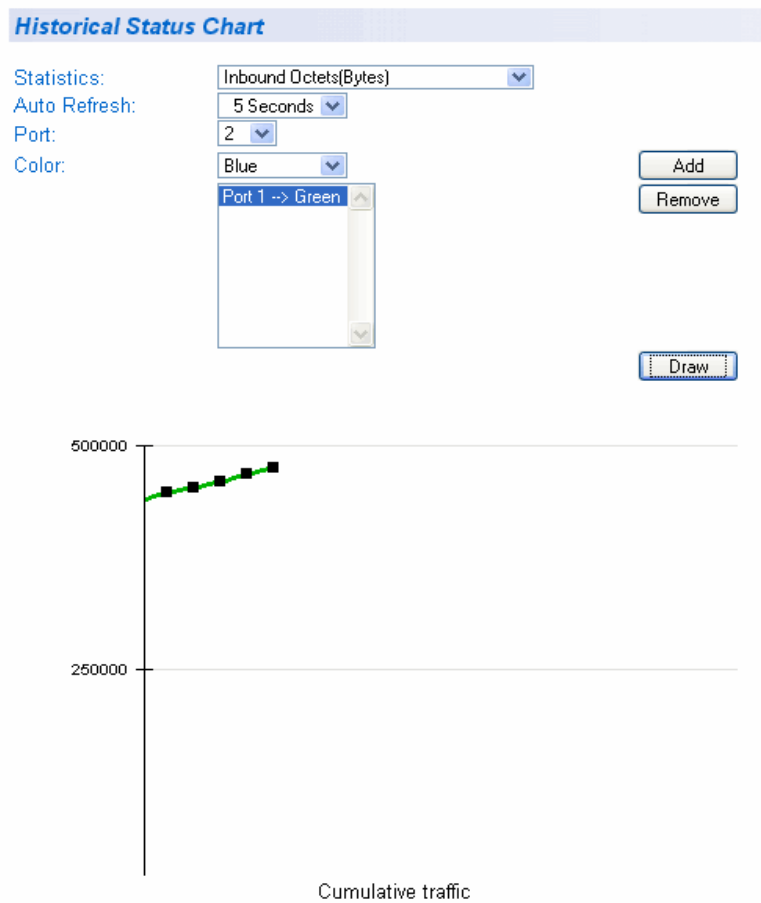 Historical Status Chart
Statistics: Inbound Octets(Bytes)
Auto Refresh: 5 Seconds
Port: 2
Color: Blue Add
Port 1 --> Green Remove
Draw
500000
250000
Cumulative traffic